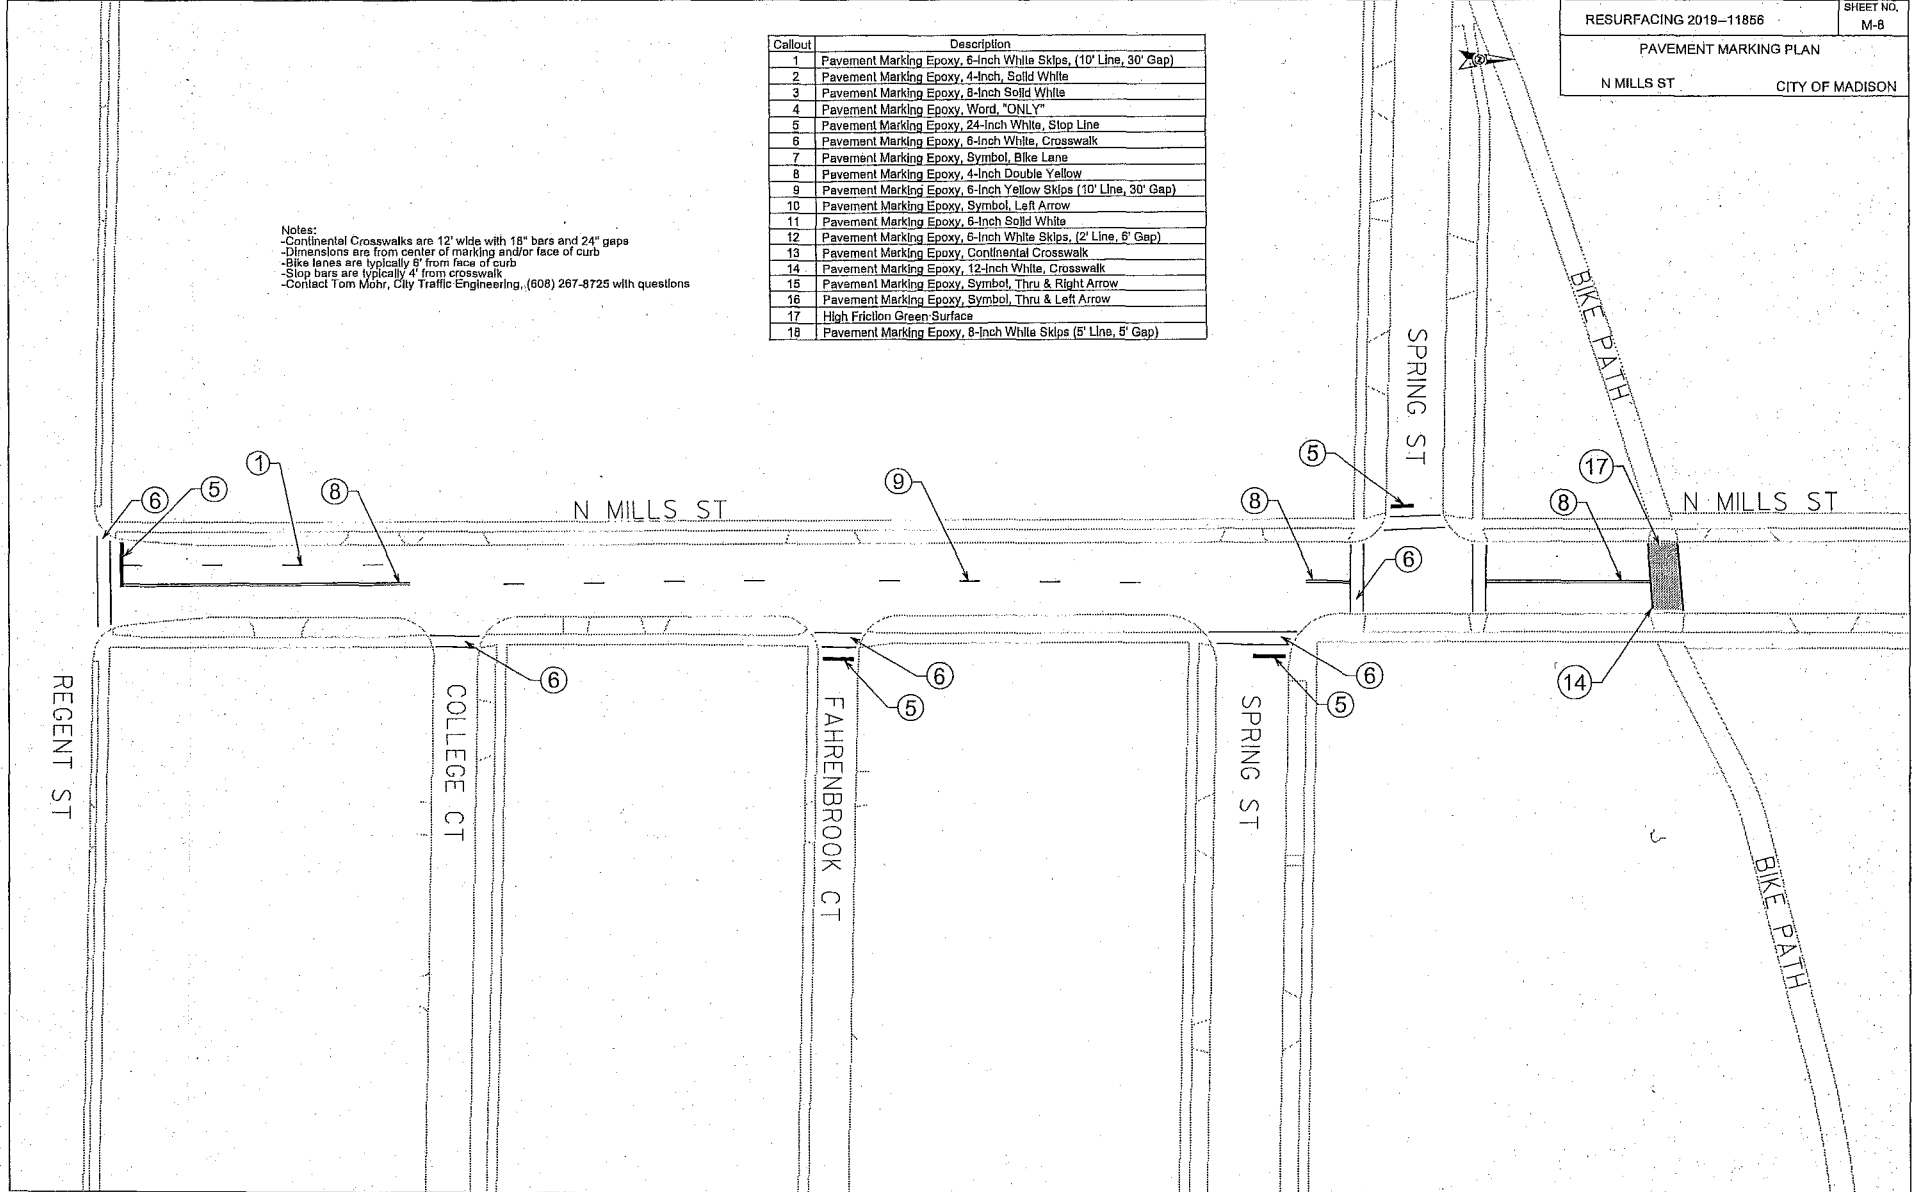 RESURFACING 2019–11856
SHEET NO.
M-8
PAVEMENT MARKING PLAN
N MILLS ST
CITY OF MADISON
Callout Description
1 Pavement Marking Epoxy, 6-Inch White Skips, (10' Line, 30' Gap)
2 Pavement Marking Epoxy, 4-Inch, Solid White
3 Pavement Marking Epoxy, 8-Inch Solid White
4 Pavement Marking Epoxy, Word, "ONLY"
5 Pavement Marking Epoxy, 24-Inch White, Stop Line
6 Pavement Marking Epoxy, 6-Inch White, Crosswalk
7 Pavement Marking Epoxy, Symbol, Bike Lane
8 Pavement Marking Epoxy, 4-Inch Double Yellow
9 Pavement Marking Epoxy, 6-Inch Yellow Skips (10' Line, 30' Gap)
10 Pavement Marking Epoxy, Symbol, Left Arrow
11 Pavement Marking Epoxy, 6-Inch Solid White
12 Pavement Marking Epoxy, 6-Inch White Skips, (2' Line, 6' Gap)
13 Pavement Marking Epoxy, Continental Crosswalk
14 Pavement Marking Epoxy, 12-Inch White, Crosswalk
15 Pavement Marking Epoxy, Symbol, Thru & Right Arrow
16 Pavement Marking Epoxy, Symbol, Thru & Left Arrow
17 High Friction Green Surface
18 Pavement Marking Epoxy, 8-Inch White Skips (5' Line, 5' Gap)
Notes:
-Continental Crosswalks are 12' wide with 18" bars and 24" gaps
-Dimensions are from center of marking and/or face of curb
-Bike lanes are typically 6' from face of curb
-Stop bars are typically 4' from crosswalk
-Contact Tom Mohr, City Traffic Engineering, (608) 267-8725 with questions
BIKE PATH
SPRING ST
6
5
1
8
N MILLS ST
9
8
5
6
17
8
N MILLS ST
6
6
5
6
5
14
REGENT ST
COLLEGE CT
FAHRENBROOK CT
SPRING ST
BIKE PATH